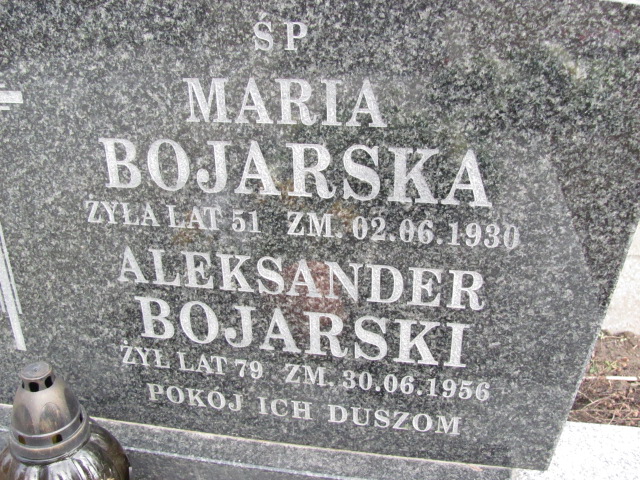 ŚP
MARIA
BOJARSKA
ŻYŁA LAT 51 ZM. 02.06.1930
ALEKSANDER
BOJARSKI
ŻYŁ LAT 79 ZM. 30.06.1956
POKÓJ ICH DUSZOM